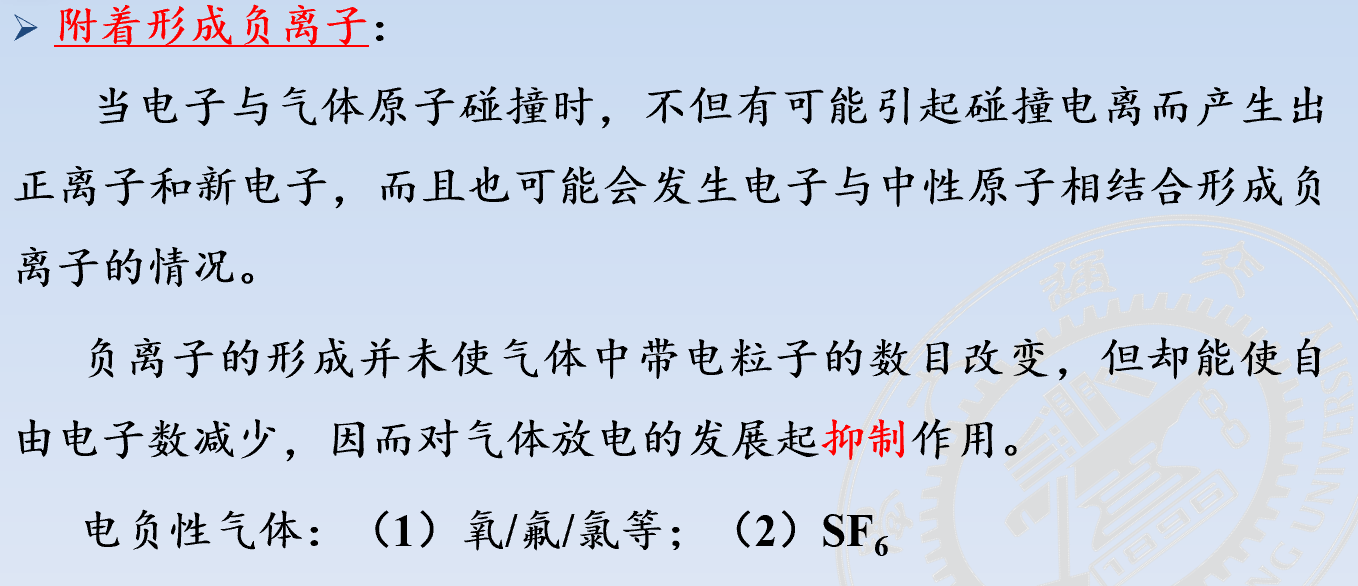 ➢ 附着形成负离子：
当电子与气体原子碰撞时，不但有可能引起碰撞电离而产生出
正离子和新电子，而且也可能会发生电子与中性原子相结合形成负
离子的情况。
负离子的形成并未使气体中带电粒子的数目改变，但却能使自
由电子数减少，因而对气体放电的发展起抑制作用。
电负性气体：（1）氧/氟/氯等；（2）SF₆